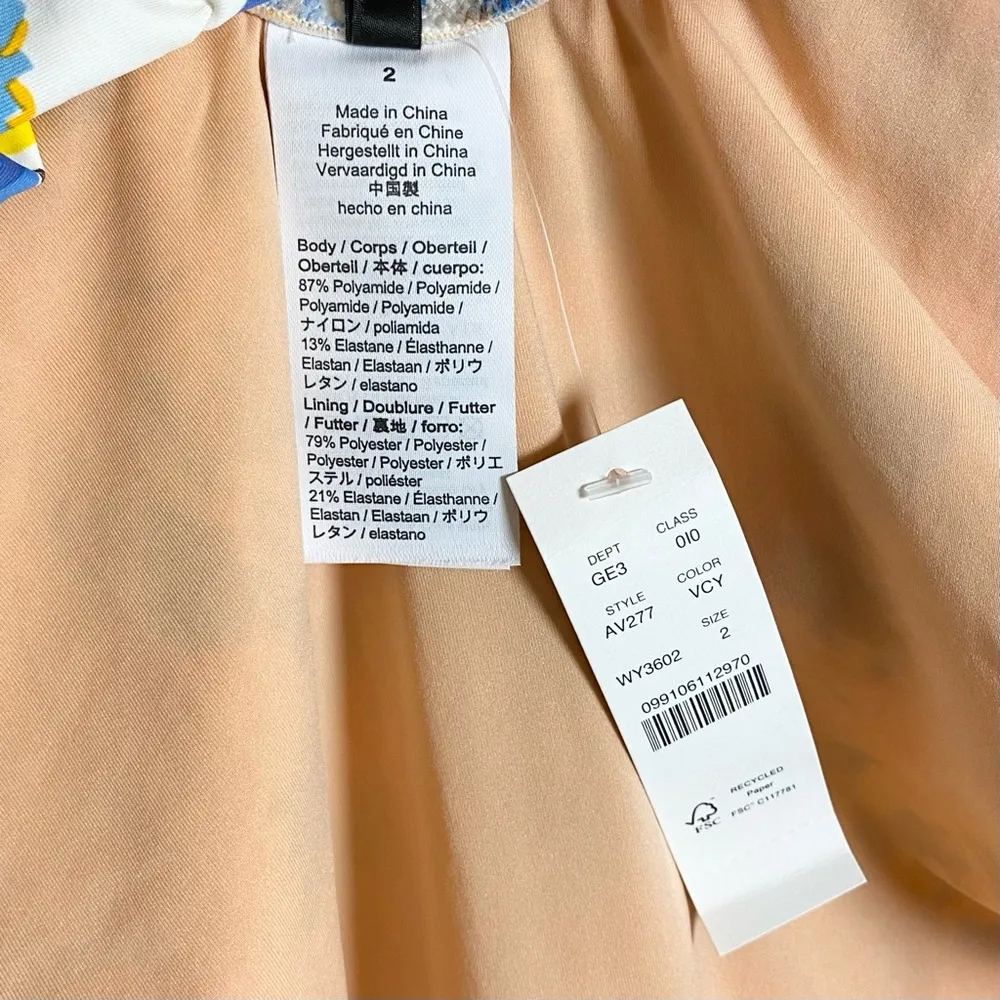 2
Made in China
Fabriqué en Chine
Hergestellt in China
Vervaardigd in China
中国製
hecho en china
Body / Corps / Oberteil /
Oberteil / 本体 / cuerpo:
87% Polyamide / Polyamide /
Polyamide / Polyamide /
ナイロン / poliamida
13% Elastane / Élasthanne /
Elastan / Elastaan / ポリウ
レタン / elastano
Lining / Doublure / Futter
/ Futter / 裏地 / forro:
79% Polyester / Polyester /
Polyester / Polyester / ポリエ
ステル / poliéster
21% Elastane / Élasthanne /
Elastan / Elastaan / ポリウ
レタン / elastano
DEPT CLASS
GE3 0I0
STYLE COLOR
AV277 VCY
SIZE
WY3602 2
099106112970
RECYCLED
Paper
FSC® C117781
FSC